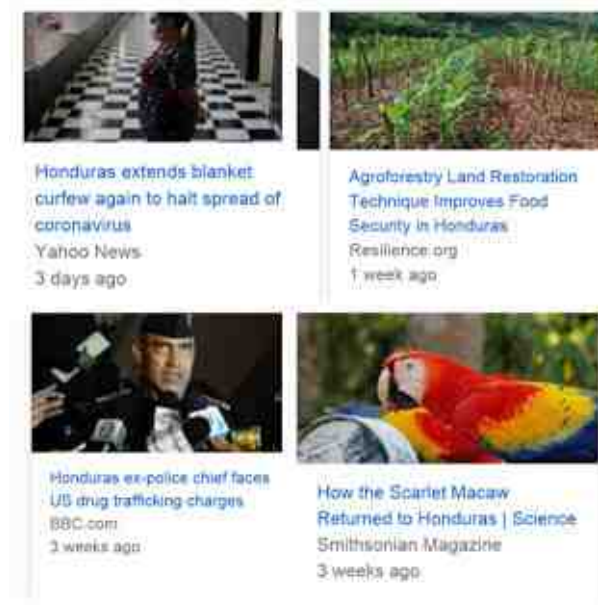 Honduras extends blanket
curfew again to halt spread of
coronavirus
Yahoo News
3 days ago
Agroforestry Land Restoration
Technique Improves Food
Security in Honduras
Resilience.org
1 week ago
Honduras ex-police chief faces
US drug trafficking charges
BBC.com
3 weeks ago
How the Scarlet Macaw
Returned to Honduras | Science
Smithsonian Magazine
3 weeks ago